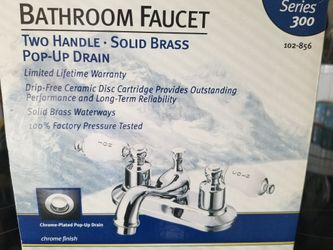 BATHROOM FAUCET
Series
300
TWO HANDLE · SOLID BRASS
POP-UP DRAIN
102-856
Limited Lifetime Warranty
Drip-Free Ceramic Disc Cartridge Provides Outstanding
Performance and Long-Term Reliability
Solid Brass Waterways
100% Factory Pressure Tested
HOT
Chrome-Plated Pop-Up Drain
chrome finish